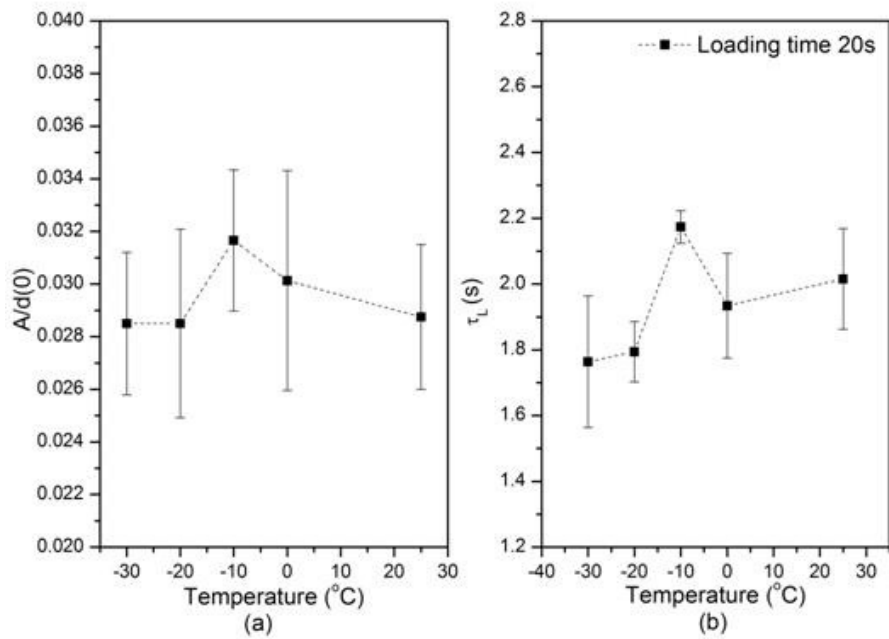 0.040
0.038
0.036
0.034
0.032
0.030
0.028
0.026
0.024
0.022
0.020
A/d(0)
-30 -20 -10 0 10 20 30
Temperature (°C)
(a)
2.8
2.6
2.4
2.2
2.0
1.8
1.6
1.4
1.2
τL (s)
Loading time 20s
-40 -30 -20 -10 0 10 20 30
Temperature (°C)
(b)